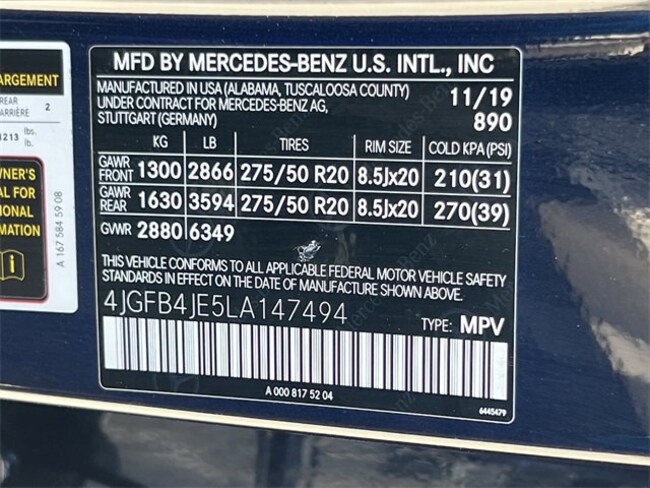 ARGEMENT
REAR
ARRIÈRE 2
1213 lbs.
lb.
WNER'S
AL FOR
IONAL
MATION
A 167 584 59 08
MFD BY MERCEDES-BENZ U.S. INTL., INC
MANUFACTURED IN USA (ALABAMA, TUSCALOOSA COUNTY) 11/19
UNDER CONTRACT FOR MERCEDES-BENZ AG,
STUTTGART (GERMANY) 890
KG LB TIRES RIM SIZE COLD KPA (PSI)
GAWR FRONT 1300 2866 275/50 R20 8.5Jx20 210(31)
GAWR REAR 1630 3594 275/50 R20 8.5Jx20 270(39)
GVWR 2880 6349
THIS VEHICLE CONFORMS TO ALL APPLICABLE FEDERAL MOTOR VEHICLE SAFETY
STANDARDS IN EFFECT ON THE DATE OF MANUFACTURE SHOWN ABOVE.
4JGFB4JE5LA147494
TYPE: MPV
A 000 817 52 04
6445479